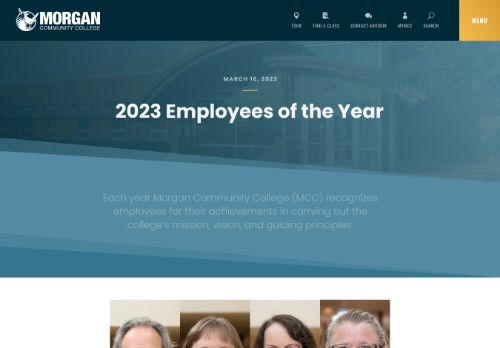 MORGAN
COMMUNITY COLLEGE
TOUR
FIND A CLASS
CONTACT ADVISOR
MYMCC
SEARCH
MENU
MARCH 16, 2023
2023 Employees of the Year
Each year Morgan Community College (MCC) recognizes
employees for their achievements in carrying out the
college's mission, vision, and guiding principles.